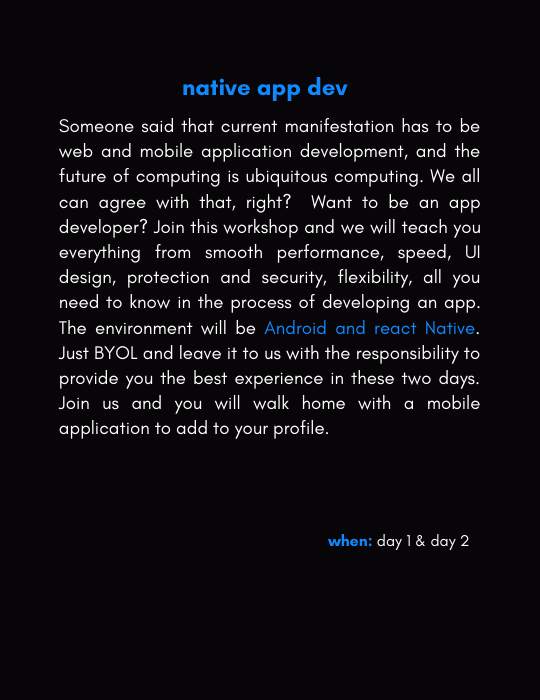 native app dev
Someone said that current manifestation has to be
web and mobile application development, and the
future of computing is ubiquitous computing. We all
can agree with that, right? Want to be an app
developer? Join this workshop and we will teach you
everything from smooth performance, speed, UI
design, protection and security, flexibility, all you
need to know in the process of developing an app.
The environment will be Android and react Native.
Just BYOL and leave it to us with the responsibility to
provide you the best experience in these two days.
Join us and you will walk home with a mobile
application to add to your profile.
when: day 1 & day 2